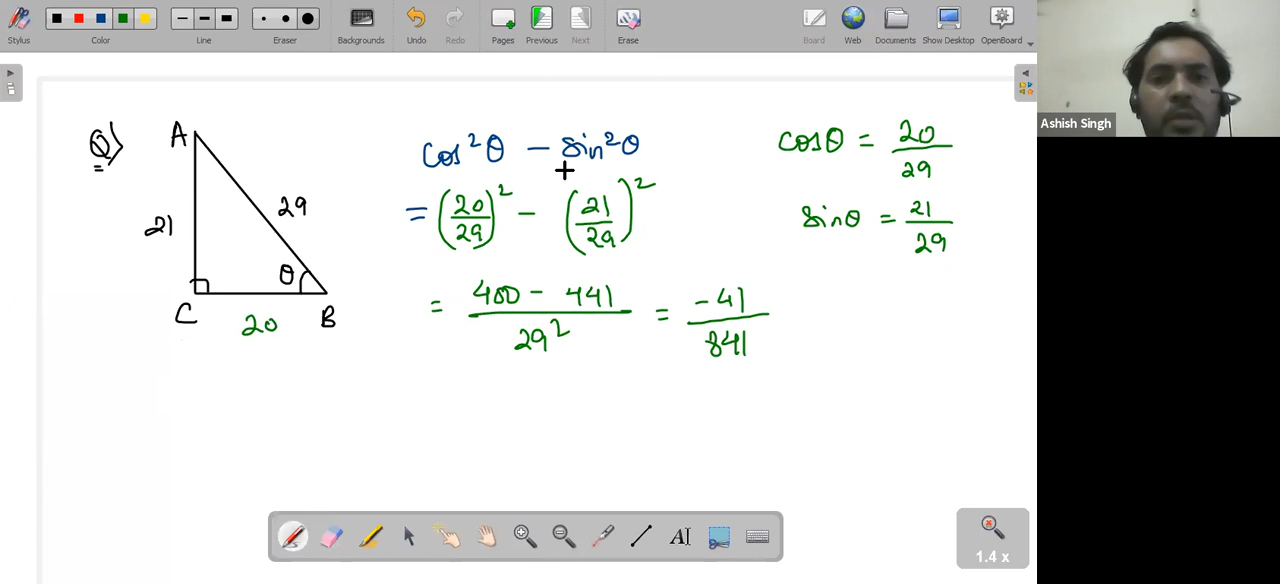 Stylus Color Line Eraser Backgrounds Undo Redo Pages Previous Next Erase Board Web Documents Show Desktop OpenBoard
Ashish Singh
Q)
A
21
29
θ
C
20
B
cos²θ - sin²θ
= (20/29)² - (21/29)²
= (400 - 441)/29² = -41/841
cosθ = 20/29
sinθ = 21/29
AI
1.4 x